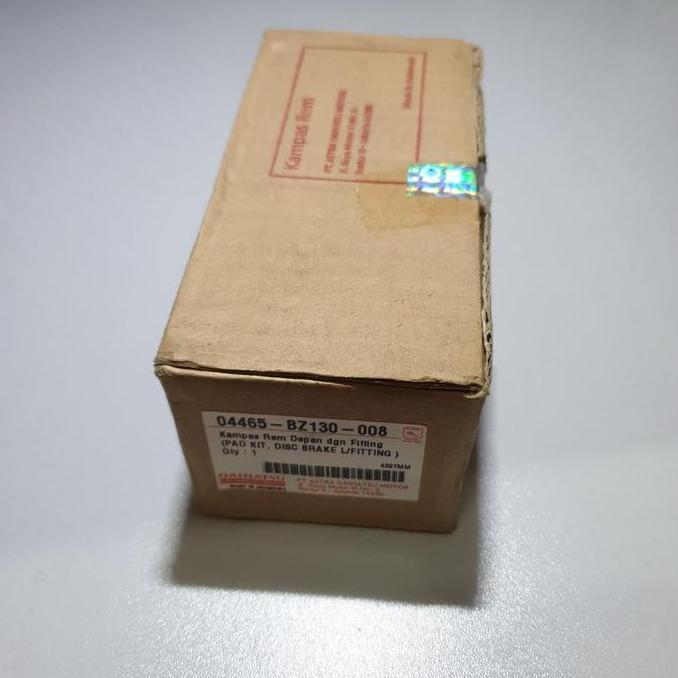 Kampas Rem
PT. ASTRA DAIHATSU MOTOR
04465-BZ130-008
Kampas Rem Depan dgn Fitting
(PAD KIT, DISC BRAKE L/FITTING )
Qty : 1
4287MM
DAIHATSU
PT ASTRA DAIHATSU MOTOR